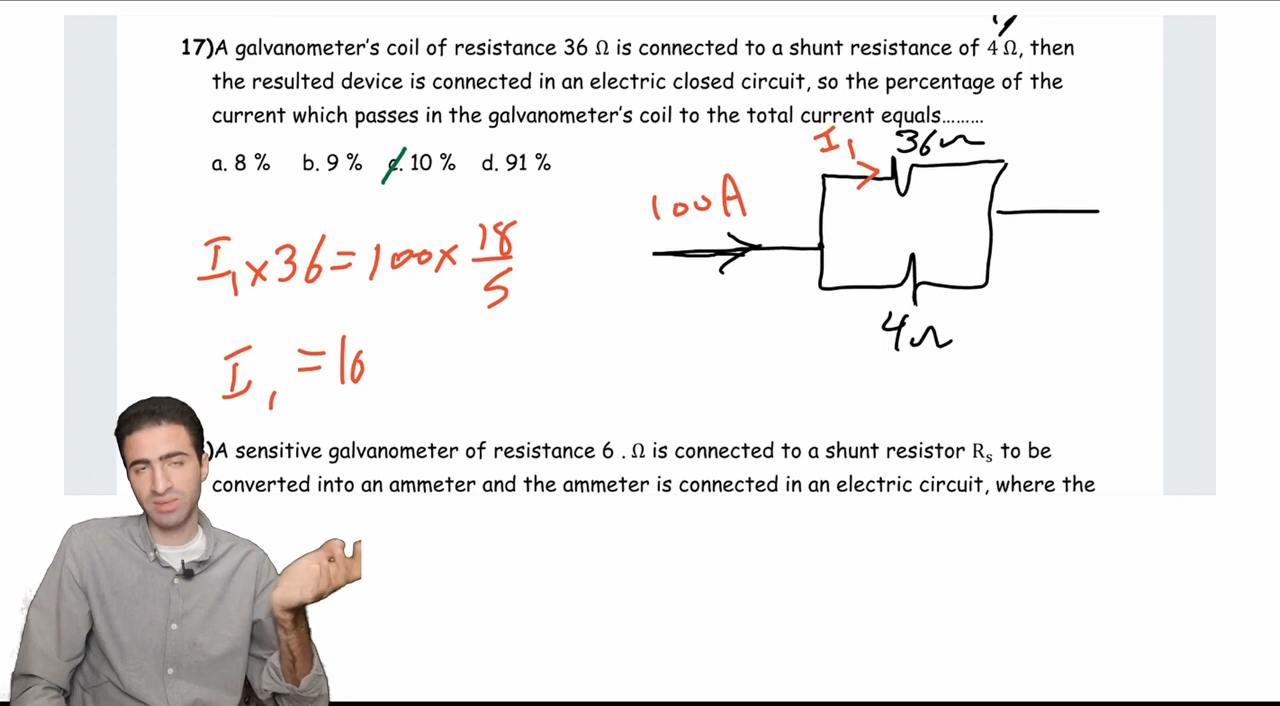 17)A galvanometer's coil of resistance 36 Ω is connected to a shunt resistance of 4 Ω, then
the resulted device is connected in an electric closed circuit, so the percentage of the
current which passes in the galvanometer's coil to the total current equals.........
a. 8 % b. 9 % c. 10 % d. 91 %
I₁ 36Ω
100A
I₁ x 36 = 100 x 18/5
4Ω
I₁ = 10
)A sensitive galvanometer of resistance 6 . Ω is connected to a shunt resistor Rₛ to be
converted into an ammeter and the ammeter is connected in an electric circuit, where the